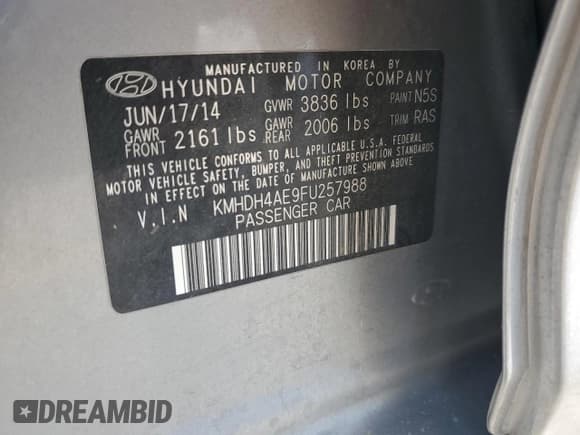 MANUFACTURED IN KOREA BY
HYUNDAI MOTOR COMPANY
JUN/17/14 GVWR 3836 lbs PAINT N5S
GAWR FRONT 2161 lbs GAWR REAR 2006 lbs TRIM RAS
THIS VEHICLE CONFORMS TO ALL APPLICABLE U.S.A. FEDERAL
MOTOR VEHICLE SAFETY, BUMPER, AND THEFT PREVENTION STANDARDS
IN EFFECT ON THE DATE OF MANUFACTURE SHOWN ABOVE
V.I.N KMHDH4AE9FU257988
PASSENGER CAR
DREAMBID